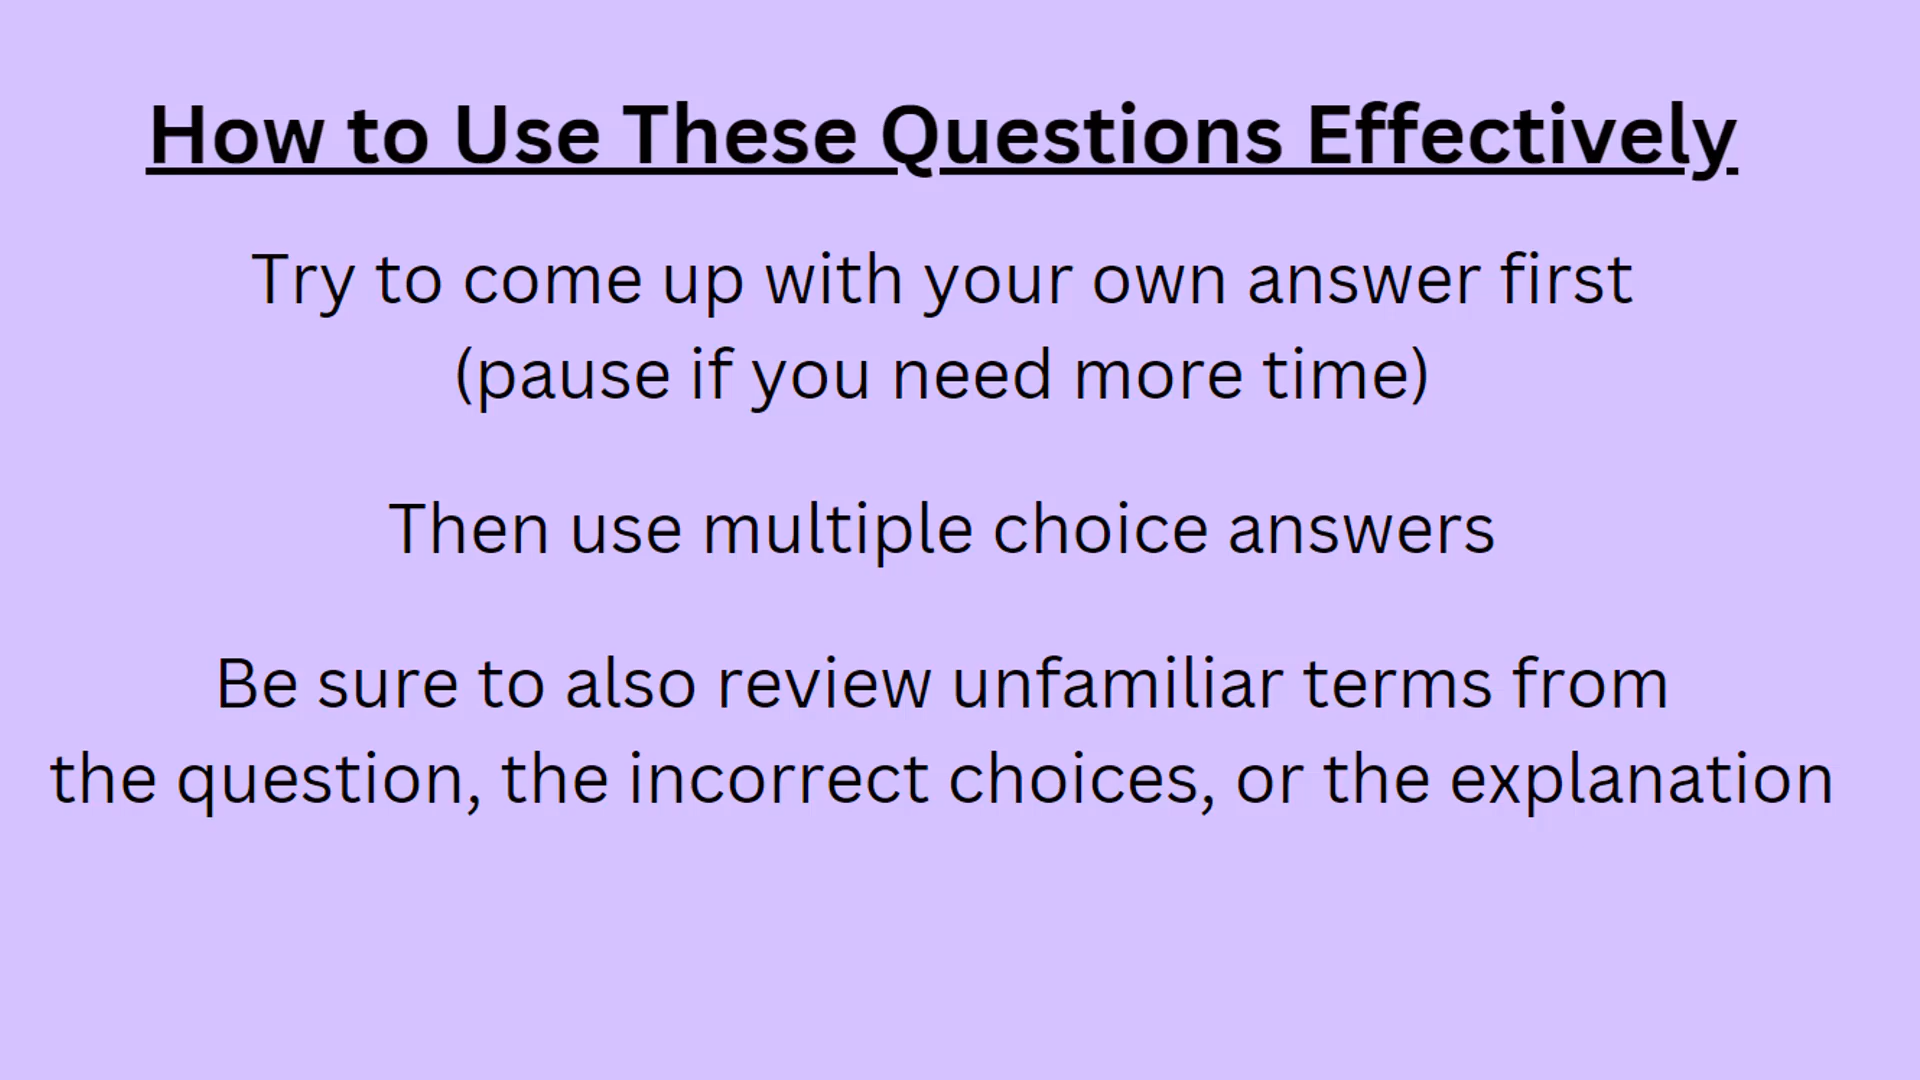 How to Use These Questions Effectively
Try to come up with your own answer first
(pause if you need more time)
Then use multiple choice answers
Be sure to also review unfamiliar terms from
the question, the incorrect choices, or the explanation